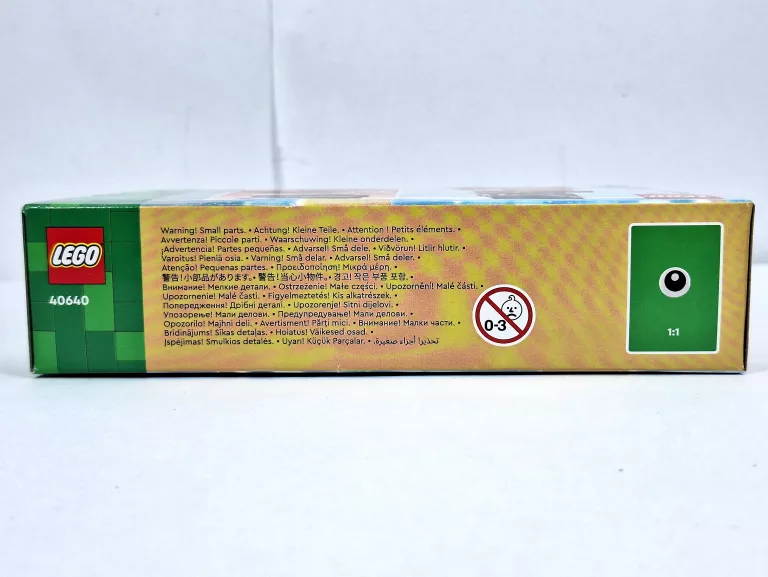 LEGO
40640
Warning! Small parts. • Achtung! Kleine Teile. • Attention ! Petits éléments. •
Avvertenza! Piccole parti. • Waarschuwing! Kleine onderdelen. •
Advertencia! Partes pequeñas. • Advarsel! Små dele. • Viðvörun! Litlir hlutir. •
Varoitus! Pieniä osia. • Varning! Små delar. • Advarsel! Små deler. •
Atenção! Pequenas partes. • Προειδοποίηση! Μικρά μέρη. •
警告!小部品があります。• 警告!当心小物件。• 경고! 작은 부품 포함. •
Внимание! Мелкие детали. • Ostrzeżenie! Małe części. • Upozornění! Malé části. •
Upozornenie! Malé časti. • Figyelmeztetés! Kis alkatrészek. •
Попередження! Дрібні деталі. • Upozorenje! Sitni dijelovi. •
Упозорење! Мали делови. • Предупредување! Мали делови. •
Opozorilo! Majhni deli. • Avertisment! Părți mici. • Внимание! Малки части. •
Brīdinājums! Sīkas detaļas. • Hoiatus! Väikesed osad. •
Įspėjimas! Smulkios detalės. • Uyarı! Küçük Parçalar. • تحذير! أجزاء صغيرة.
0-3
1:1